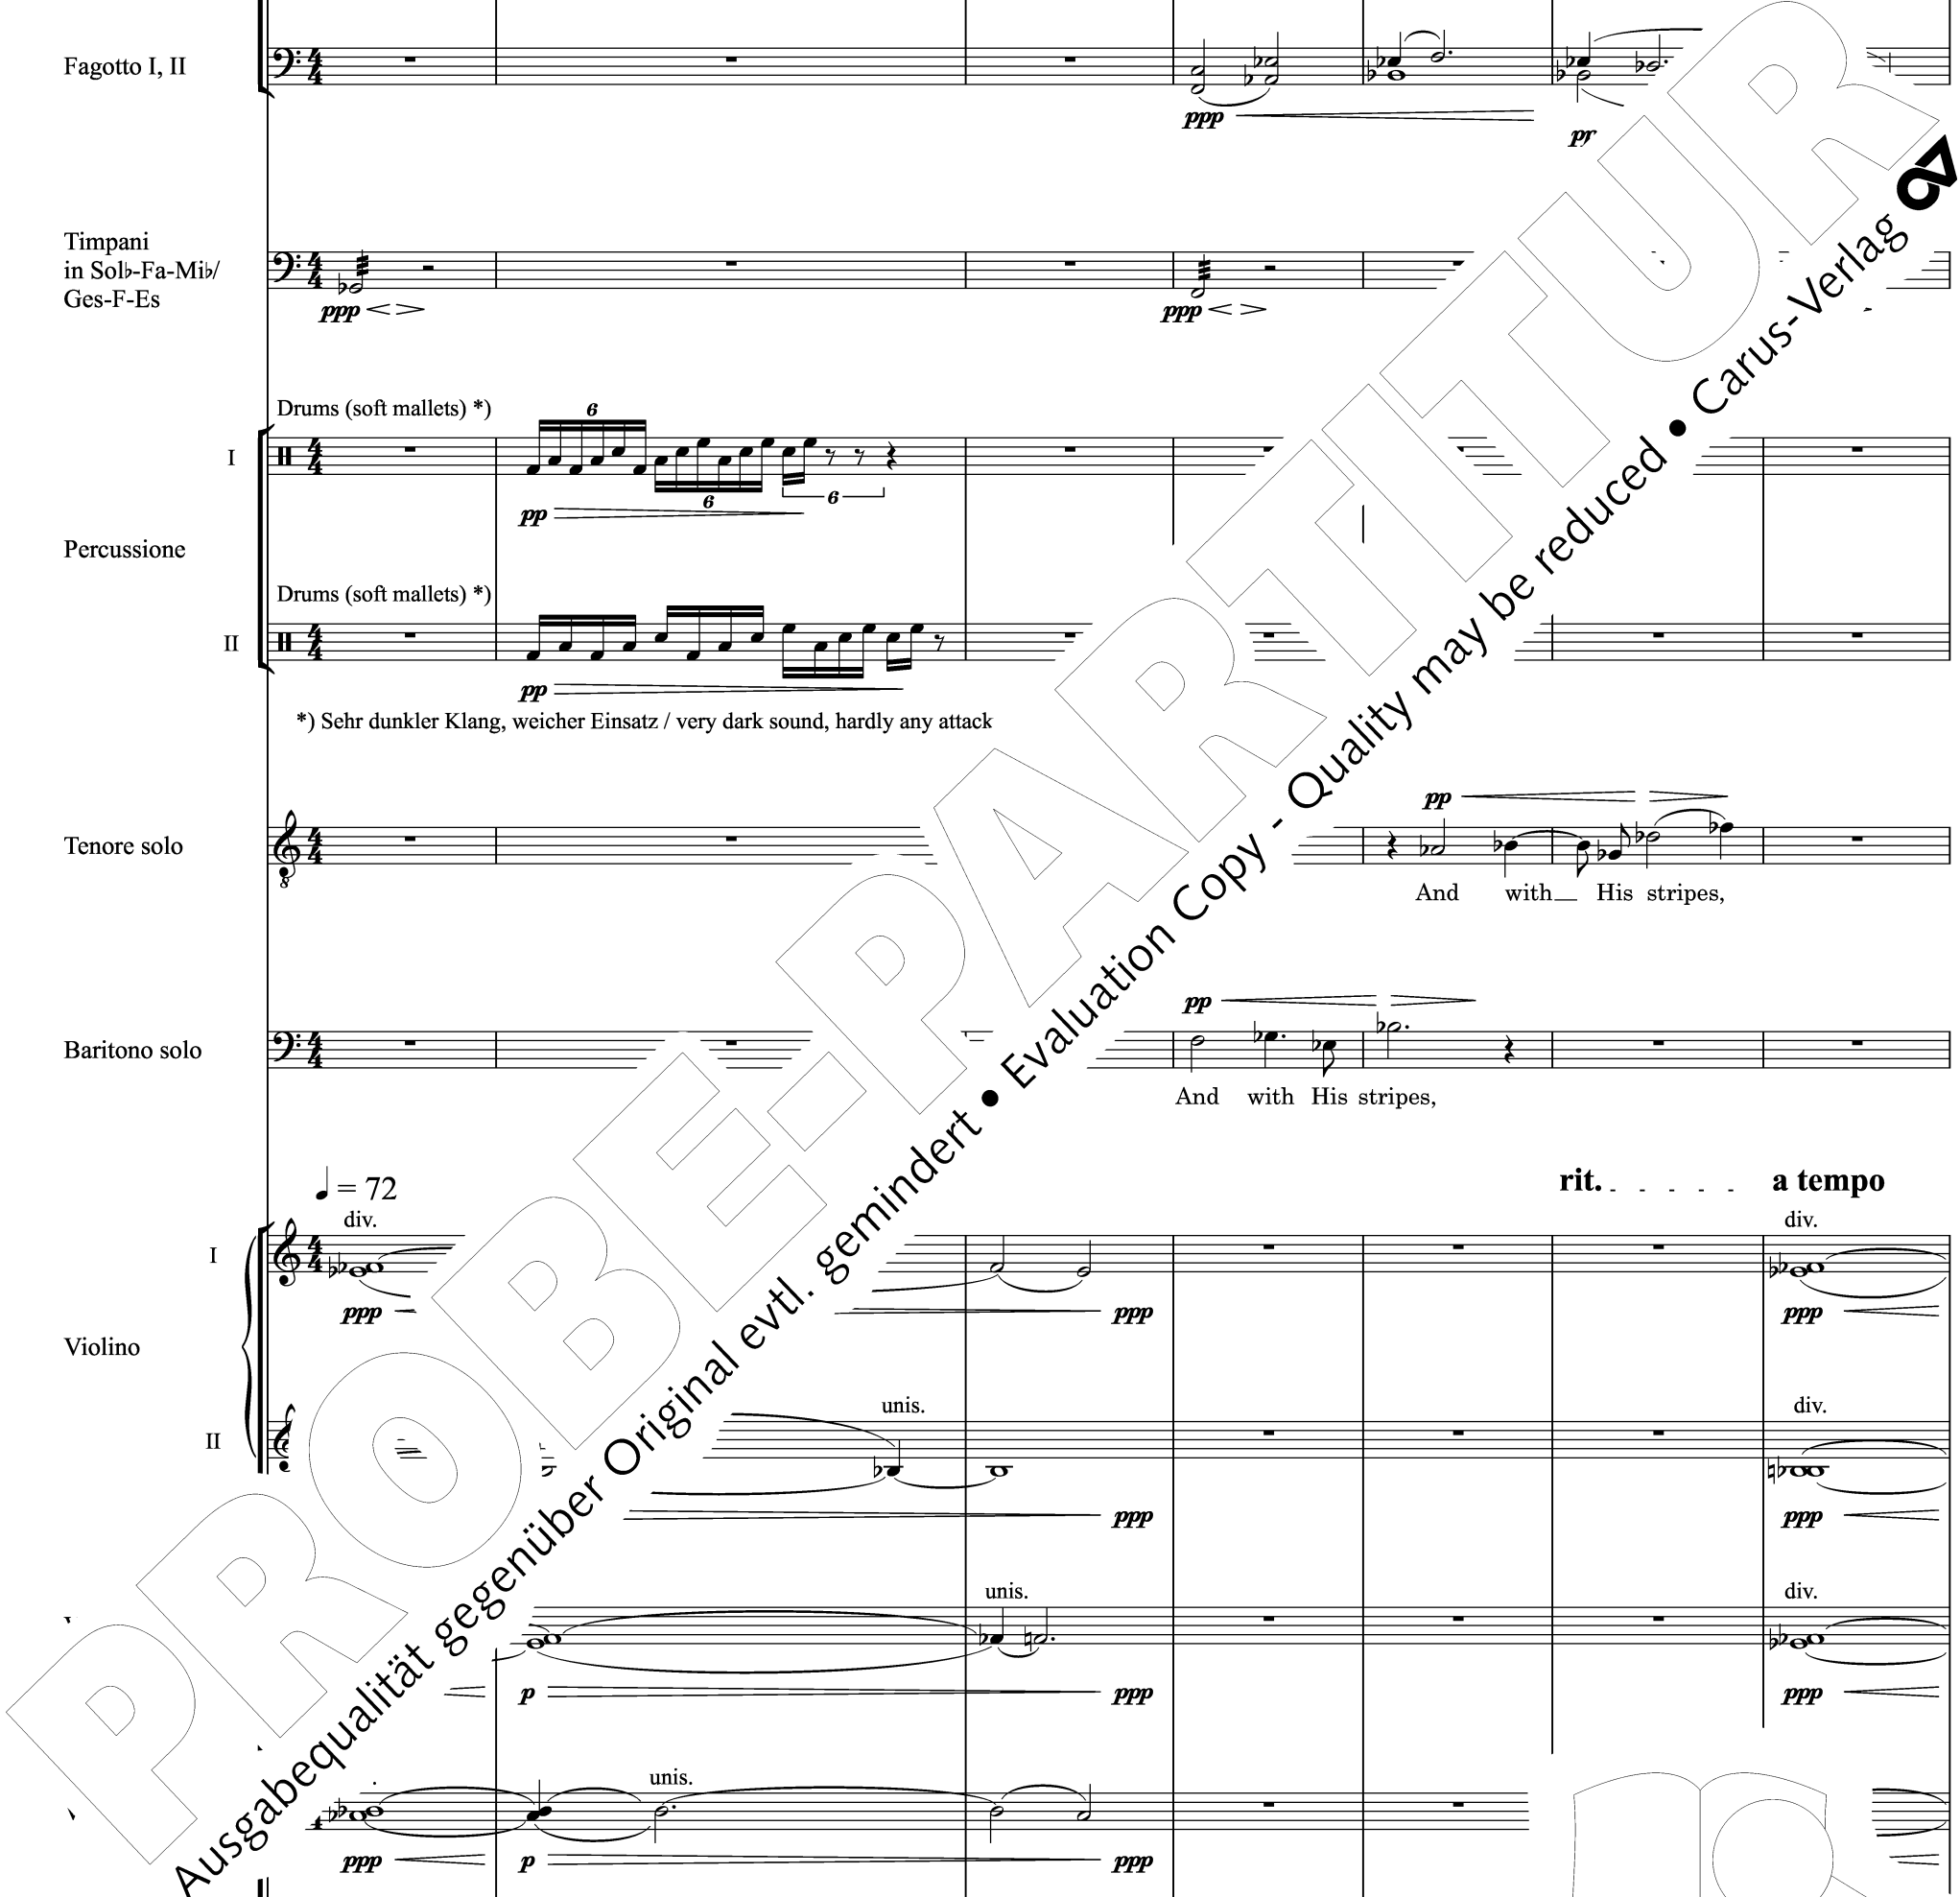 Fagotto I, II
ppp
Timpani
in Sol♭-Fa-Mi♭/
Ges-F-Es
ppp ppp
Drums (soft mallets) *)
6
I
6 6
pp
Percussione
Drums (soft mallets) *)
II
pp
*) Sehr dunkler Klang, weicher Einsatz / very dark sound, hardly any attack
pp
Tenore solo
And with His stripes,
pp
Baritono solo
And with His stripes,
♩ = 72 rit. a tempo
div. div.
I
ppp ppp ppp
Violino
unis. div.
II
ppp ppp
unis. div.
p ppp ppp
unis.
ppp p ppp
PROBE-PARTITUR
Ausgabequalität gegenüber Original evtl. gemindert • Evaluation Copy - Quality may be reduced • Carus-Verlag